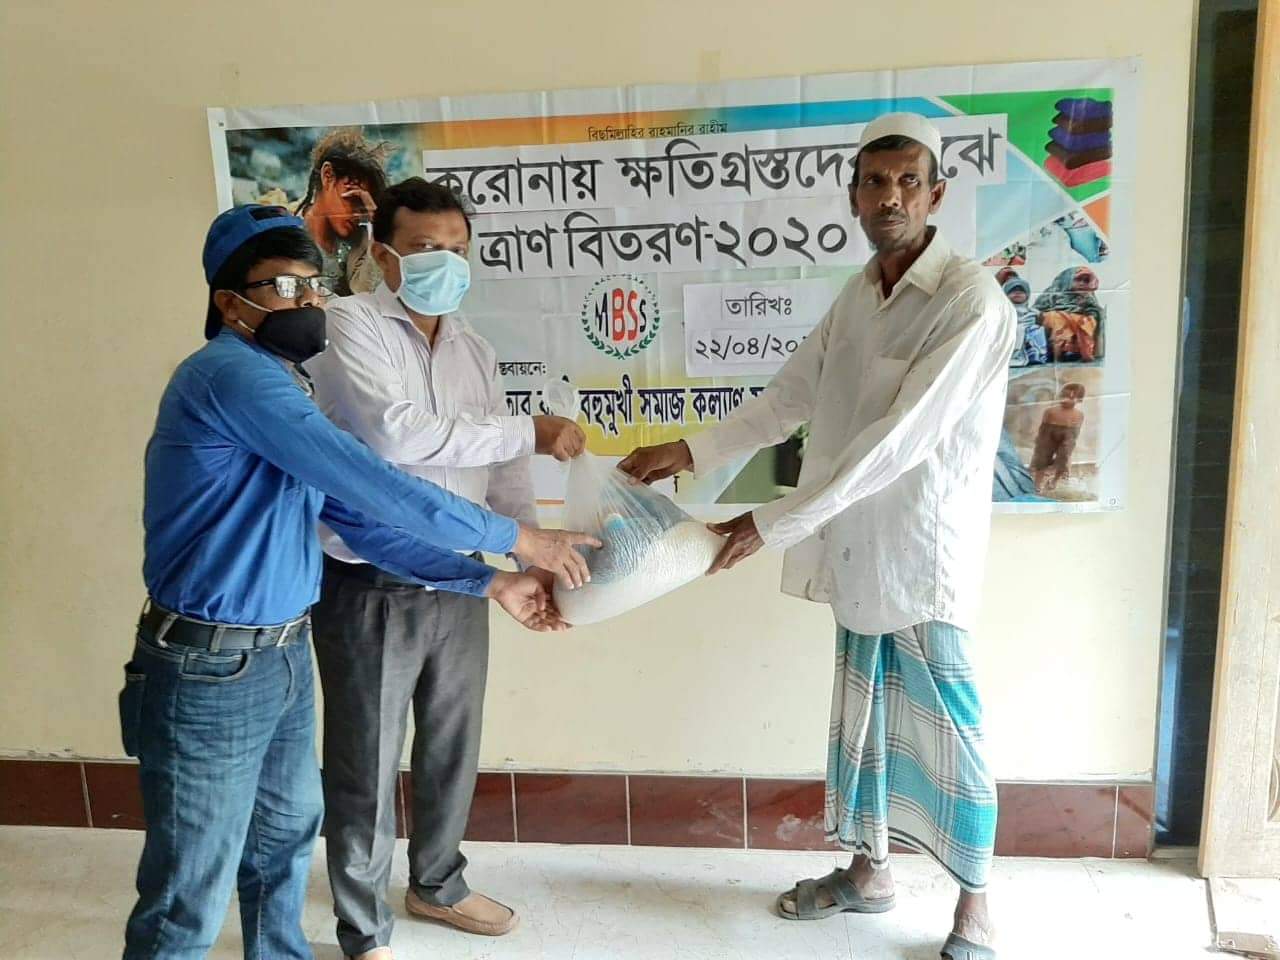 বিছমিল্লাহির রাহমানির রাহীম
করোনায় ক্ষতিগ্রস্তদের মাঝে
ত্রাণ বিতরণ-২০২০
MBSS
তারিখঃ
২২/০৪/২০
বহুমুখী সমাজ কল্যাণ